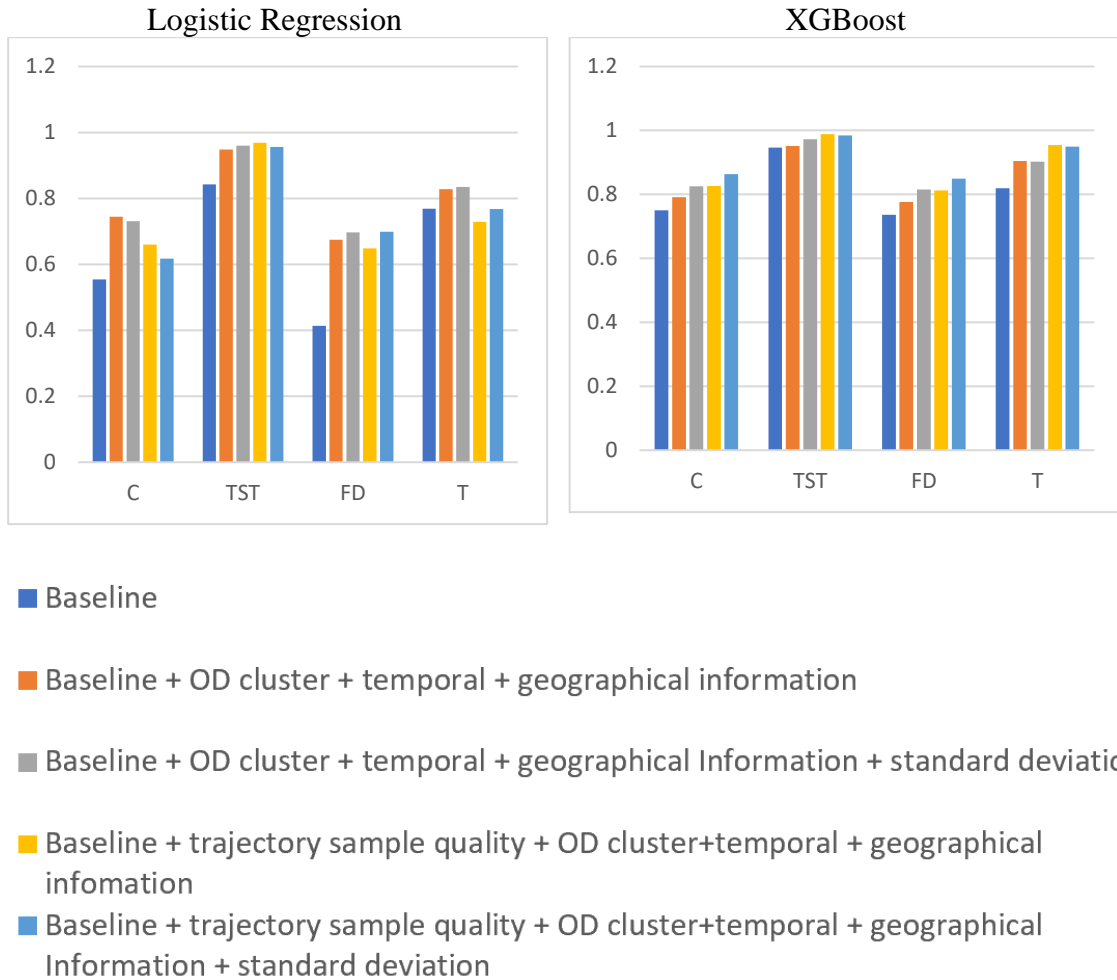 Logistic Regression
XGBoost
1.2
1
0.8
0.6
0.4
0.2
0
C TST FD T
1.2
1
0.8
0.6
0.4
0.2
0
C TST FD T
Baseline
Baseline + OD cluster + temporal + geographical information
Baseline + OD cluster + temporal + geographical Information + standard deviatio
Baseline + trajectory sample quality + OD cluster+temporal + geographical
infomation
Baseline + trajectory sample quality + OD cluster+temporal + geographical
Information + standard deviation